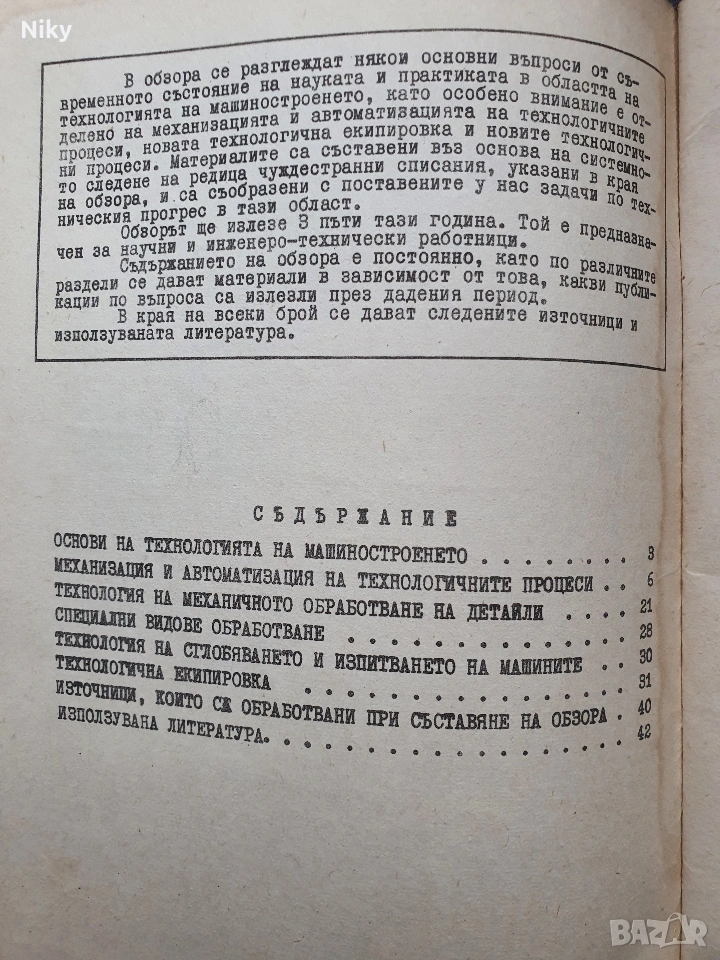 Niky
В обзора се разглеждат някои основни въпроси от съ-
временното състояние на науката и практиката в областта на
технологията на машиностроенето, като особено внимание е от-
делено на механизацията и автоматизацията на технологичните
процеси, новата технологична екипировка и новите технологич-
ни процеси. Материалите са съставени въз основа на системно-
то следене на редица чуждестранни списания, указани в края
на обзора, и са съобразени с поставените у нас задачи по тех-
ническия прогрес в тази област.
Обзорът ще излезе 3 пъти тази година. Той е предназна-
чен за научни и инженеро-технически работници.
Съдържанието на обзора е постоянно, като по различните
раздели се дават материали в зависимост от това, какви публи-
кации по въпроса са излезли през дадения период.
В края на всеки брой се дават следените източници и
използуваната литература.
СЪДЪРЖАНИЕ
ОСНОВИ НА ТЕХНОЛОГИЯТА НА МАШИНОСТРОЕНЕТО . . . . . . . . 3
МЕХАНИЗАЦИЯ И АВТОМАТИЗАЦИЯ НА ТЕХНОЛОГИЧНИТЕ ПРОЦЕСИ . . 6
ТЕХНОЛОГИЯ НА МЕХАНИЧНОТО ОБРАБОТВАНЕ НА ДЕТАЙЛИ . . . . 21
СПЕЦИАЛНИ ВИДОВЕ ОБРАБОТВАНЕ . . . . . . . . . . . . . . 28
ТЕХНОЛОГИЯ НА СГЛОБЯВАНЕТО И ИЗПИТВАНЕТО НА МАШИНИТЕ . . 30
ТЕХНОЛОГИЧНА ЕКИПИРОВКА . . . . . . . . . . . . . . . . 31
ИЗТОЧНИЦИ, КОИТО СѪ ОБРАБОТВАНИ ПРИ СЪСТАВЯНЕ НА ОБЗОРА . 40
ИЗПОЛЗУВАНА ЛИТЕРАТУРА. . . . . . . . . . . . . . . . . . 42
BAZAR